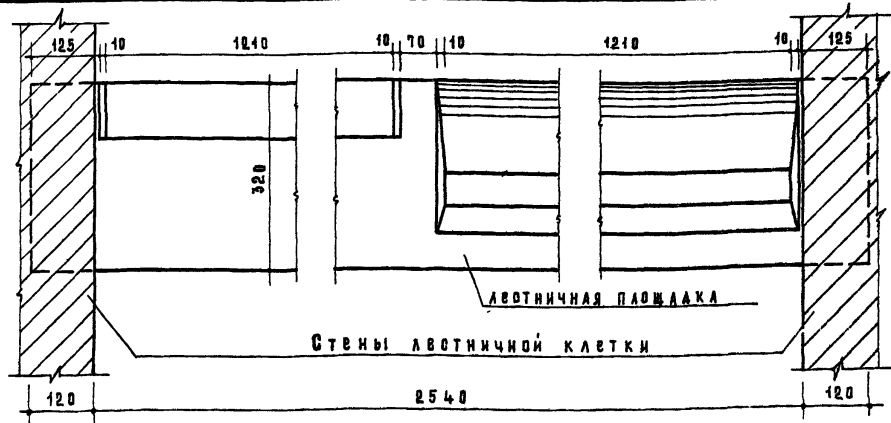 125 10 1210 10 70 10 1210 10 125
320
лестничная площадка
Стены лестничной клетки
120 2540 120